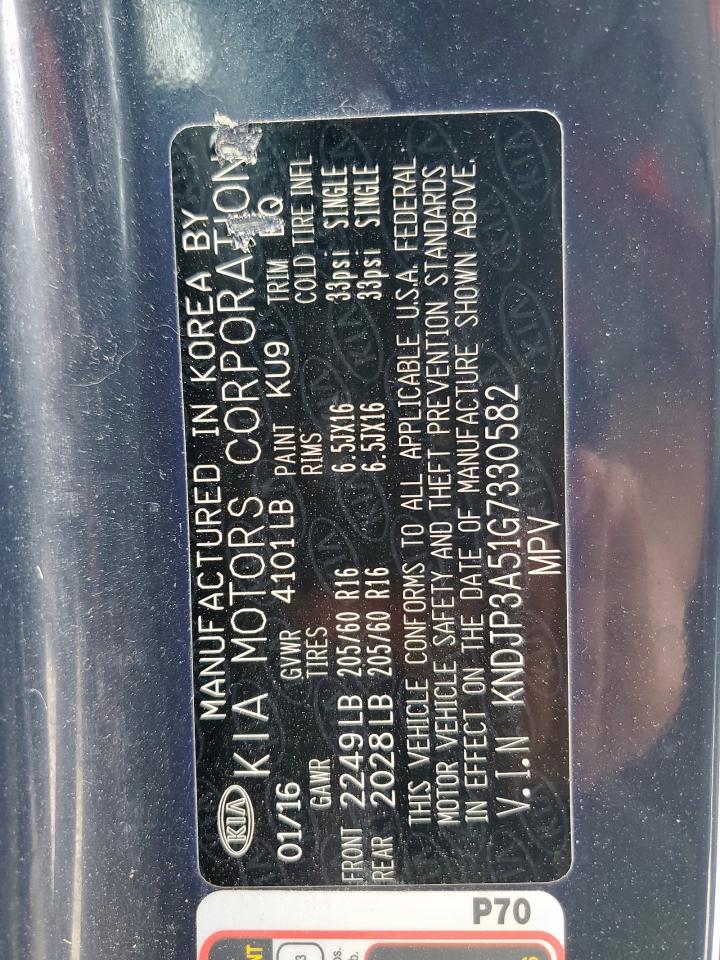 MANUFACTURED IN KOREA BY
KIA KIA MOTORS CORPORATION
01/16 GVWR 4101LB PAINT KU9 TRIM
GAWR TIRES RIMS COLD TIRE INFL
FRONT 2249LB 205/60 R16 6.5JX16 33psi SINGLE
REAR 2028LB 205/60 R16 6.5JX16 33psi SINGLE
THIS VEHICLE CONFORMS TO ALL APPLICABLE U.S.A. FEDERAL
MOTOR VEHICLE SAFETY AND THEFT PREVENTION STANDARDS
IN EFFECT ON THE DATE OF MANUFACTURE SHOWN ABOVE.
V.I.N KNDJP3A51G7330582
MPV
P70